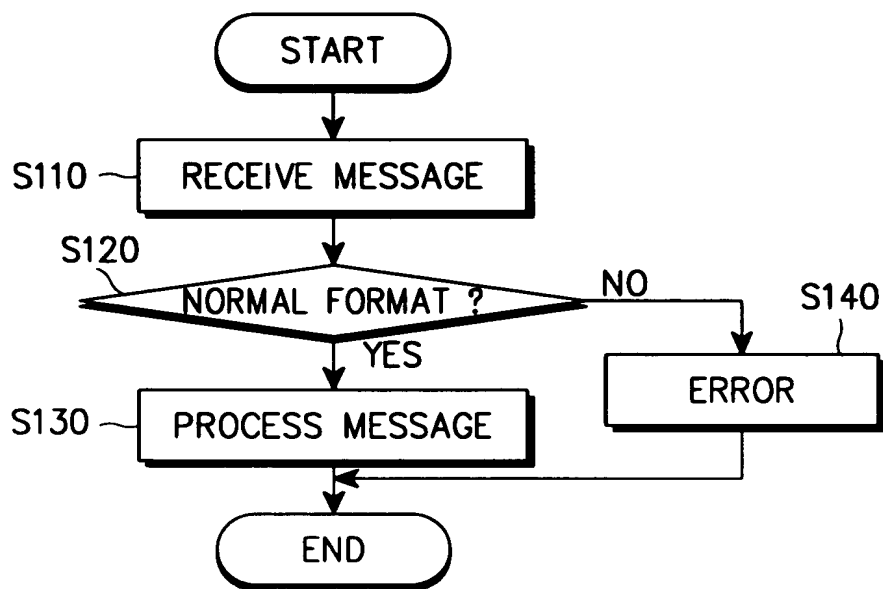 START
S110
RECEIVE MESSAGE
S120
NORMAL FORMAT ?
NO
S140
YES
ERROR
S130
PROCESS MESSAGE
END